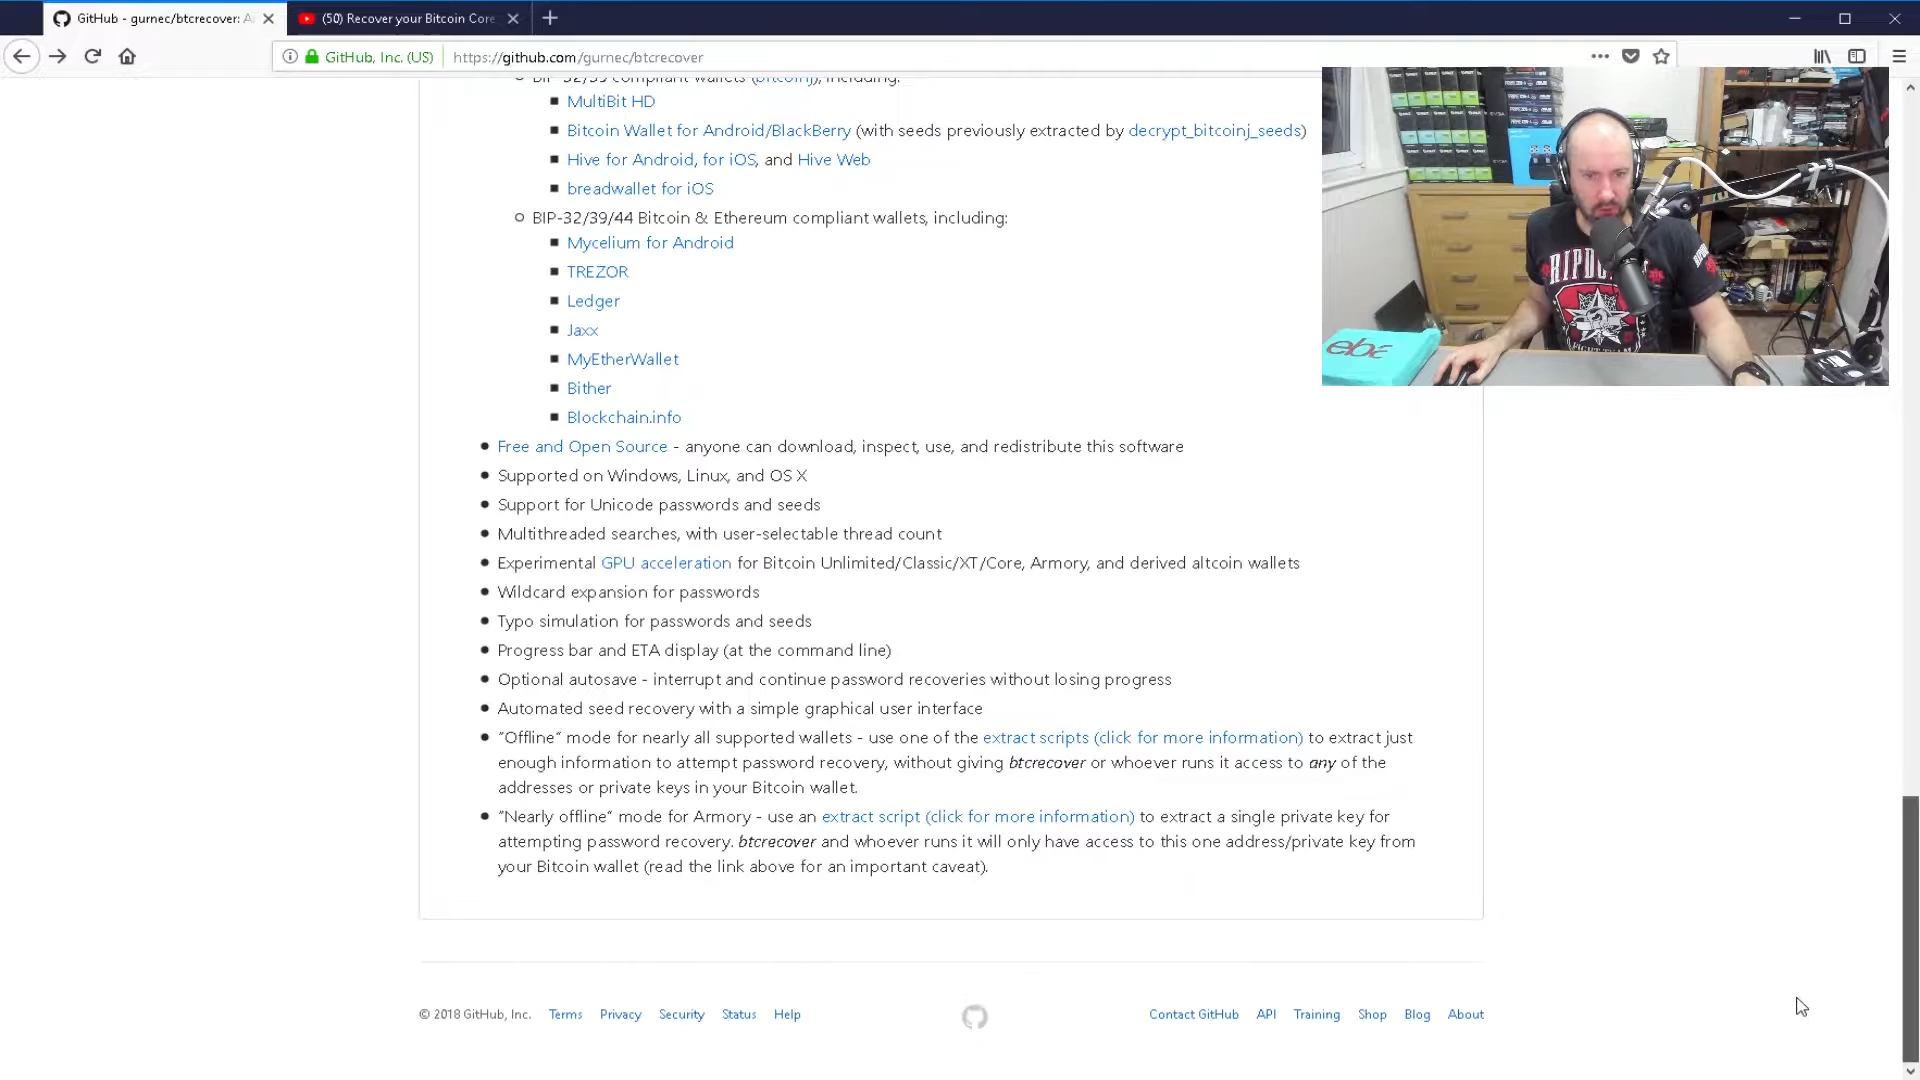 GitHub - gurnec/btcrecover: A
(50) Recover your Bitcoin Core
GitHub, Inc. (US)
https://github.com/gurnec/btcrecover
BIP-32/39 compliant wallets (bitcoinj), including:
MultiBit HD
Bitcoin Wallet for Android/BlackBerry (with seeds previously extracted by decrypt_bitcoinj_seeds)
Hive for Android, for iOS, and Hive Web
breadwallet for iOS
BIP-32/39/44 Bitcoin & Ethereum compliant wallets, including:
Mycelium for Android
TREZOR
Ledger
Jaxx
MyEtherWallet
Bither
Blockchain.info
Free and Open Source - anyone can download, inspect, use, and redistribute this software
Supported on Windows, Linux, and OS X
Support for Unicode passwords and seeds
Multithreaded searches, with user-selectable thread count
Experimental GPU acceleration for Bitcoin Unlimited/Classic/XT/Core, Armory, and derived altcoin wallets
Wildcard expansion for passwords
Typo simulation for passwords and seeds
Progress bar and ETA display (at the command line)
Optional autosave - interrupt and continue password recoveries without losing progress
Automated seed recovery with a simple graphical user interface
"Offline" mode for nearly all supported wallets - use one of the extract scripts (click for more information) to extract just
enough information to attempt password recovery, without giving btcrecover or whoever runs it access to any of the
addresses or private keys in your Bitcoin wallet.
"Nearly offline" mode for Armory - use an extract script (click for more information) to extract a single private key for
attempting password recovery. btcrecover and whoever runs it will only have access to this one address/private key from
your Bitcoin wallet (read the link above for an important caveat).
© 2018 GitHub, Inc. Terms Privacy Security Status Help
Contact GitHub API Training Shop Blog About